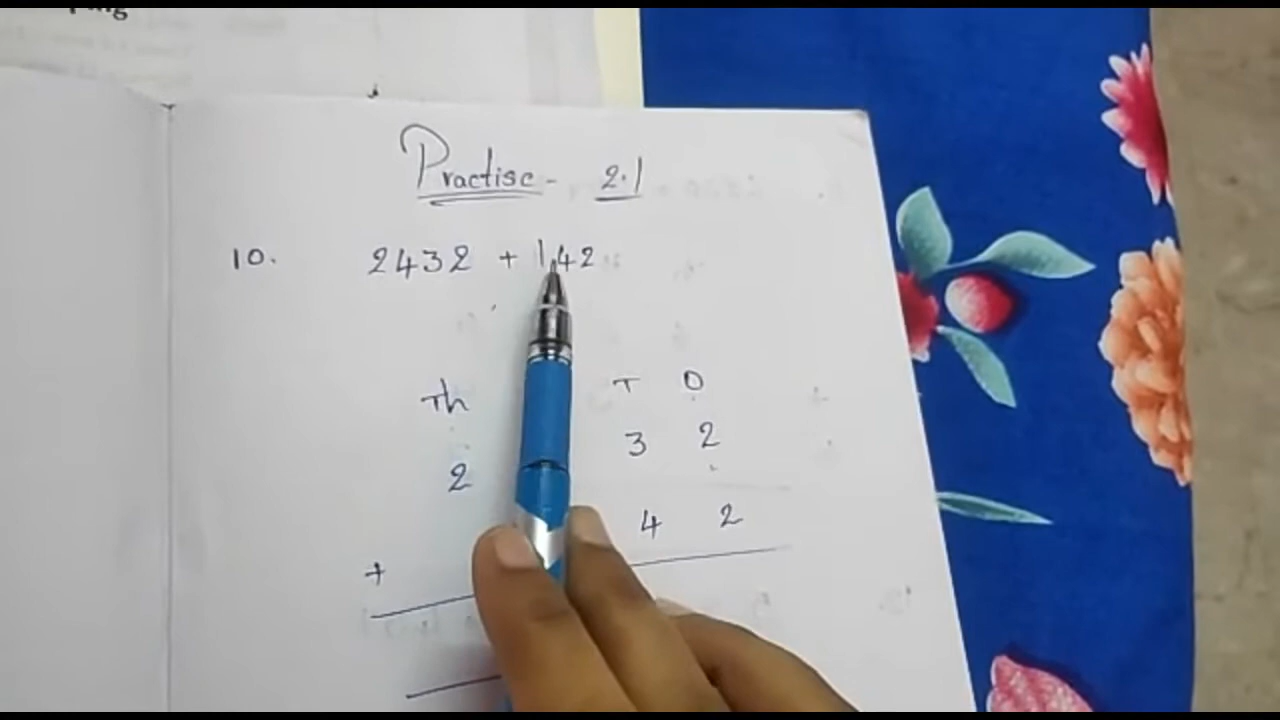 Practise - 2.1
10. 2432 + 142
Th T O
2 3 2
+ 4 2